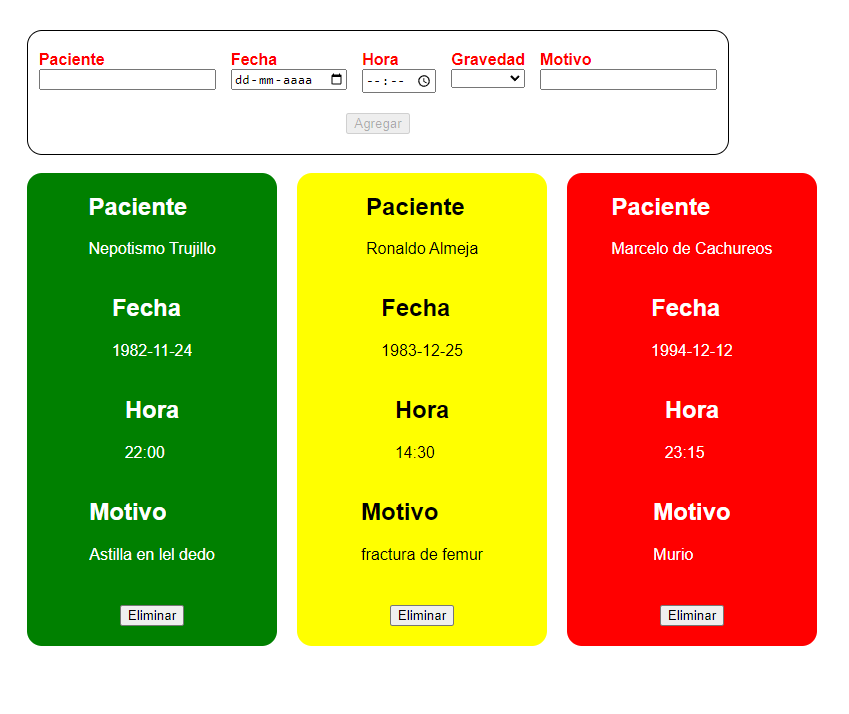 Paciente Fecha Hora Gravedad Motivo
dd-mm-aaaa --:--
Agregar
Paciente
Nepotismo Trujillo
Fecha
1982-11-24
Hora
22:00
Motivo
Astilla en lel dedo
Eliminar
Paciente
Ronaldo Almeja
Fecha
1983-12-25
Hora
14:30
Motivo
fractura de femur
Eliminar
Paciente
Marcelo de Cachureos
Fecha
1994-12-12
Hora
23:15
Motivo
Murio
Eliminar